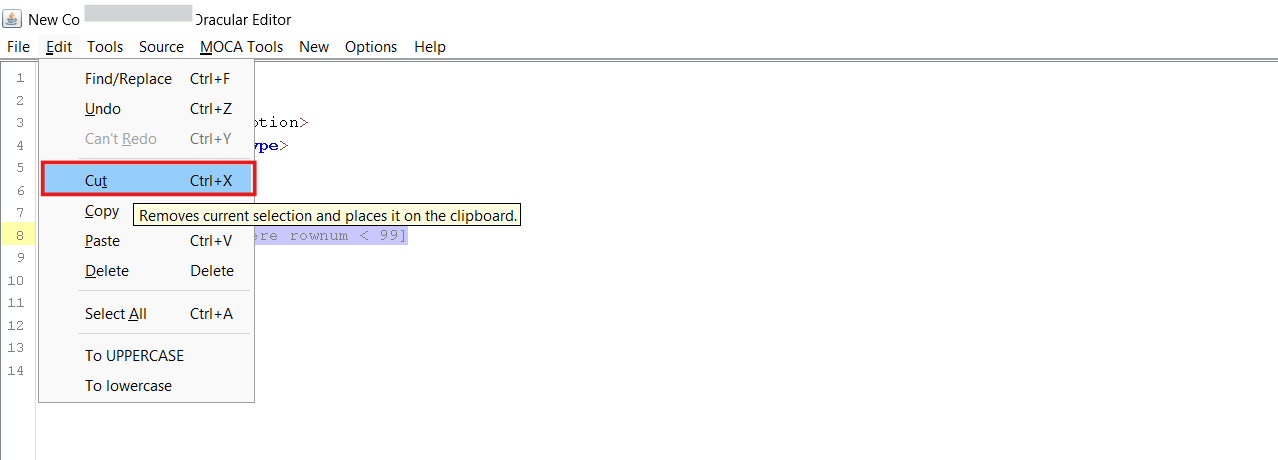 New Co Dracular Editor
File Edit Tools Source MOCA Tools New Options Help
1
2
3 ption>
4 ype>
5
6
7
8 ere rownum < 99]
9
10
11
12
13
14
Find/Replace Ctrl+F
Undo Ctrl+Z
Can't Redo Ctrl+Y
Cut Ctrl+X
Copy
Removes current selection and places it on the clipboard.
Paste Ctrl+V
Delete Delete
Select All Ctrl+A
To UPPERCASE
To lowercase